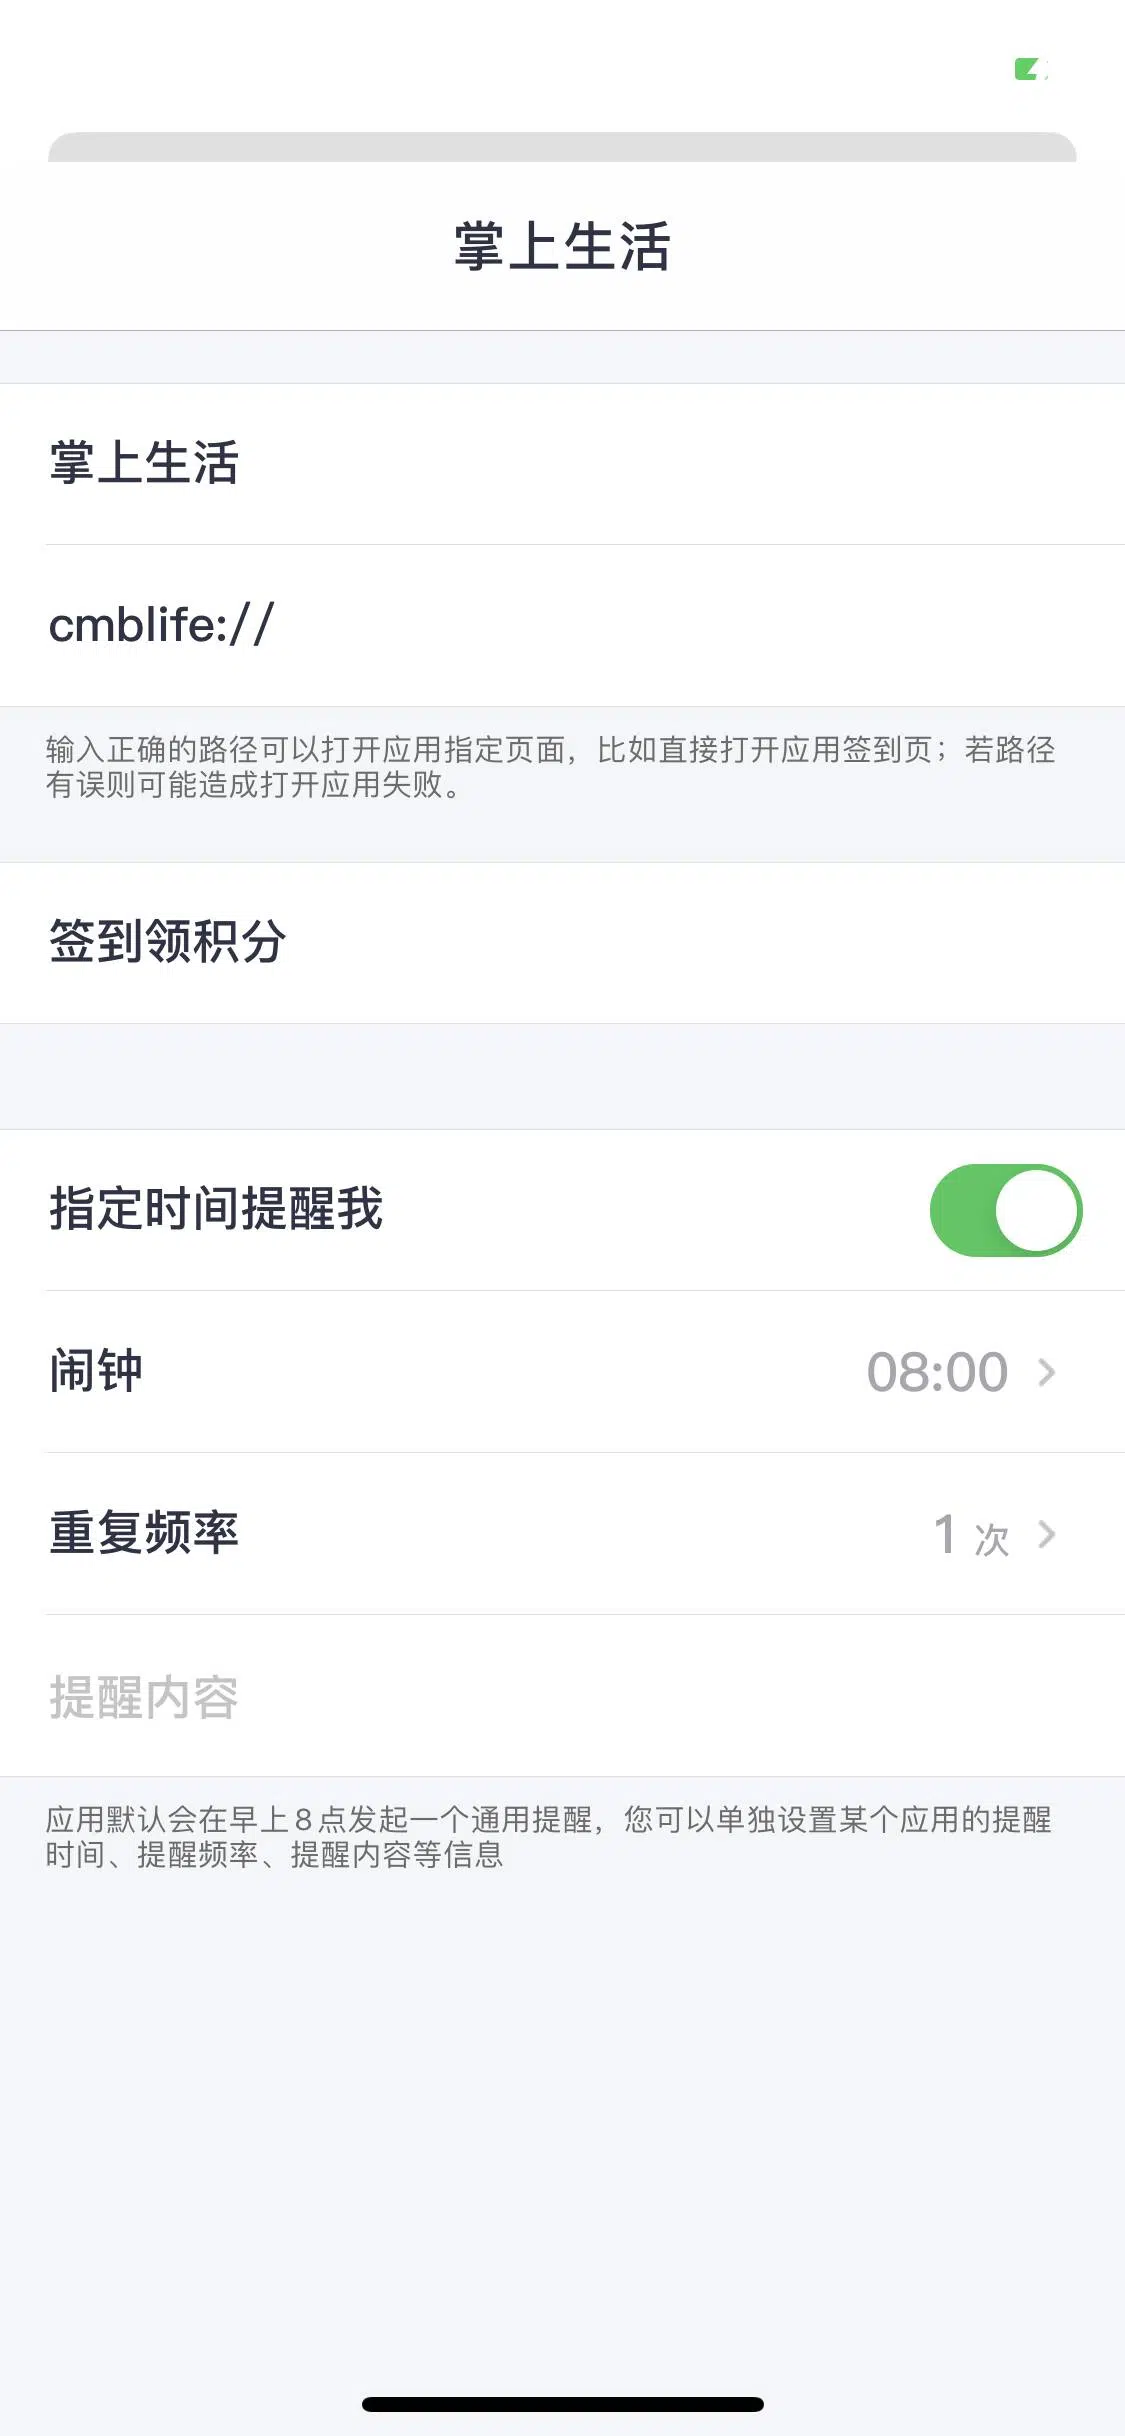 掌上生活
掌上生活
cmblife://
输入正确的路径可以打开应用指定页面，比如直接打开应用签到页；若路径
有误则可能造成打开应用失败。
签到领积分
指定时间提醒我
闹钟 08:00
重复频率 1 次
提醒内容
应用默认会在早上8点发起一个通用提醒，您可以单独设置某个应用的提醒
时间、提醒频率、提醒内容等信息